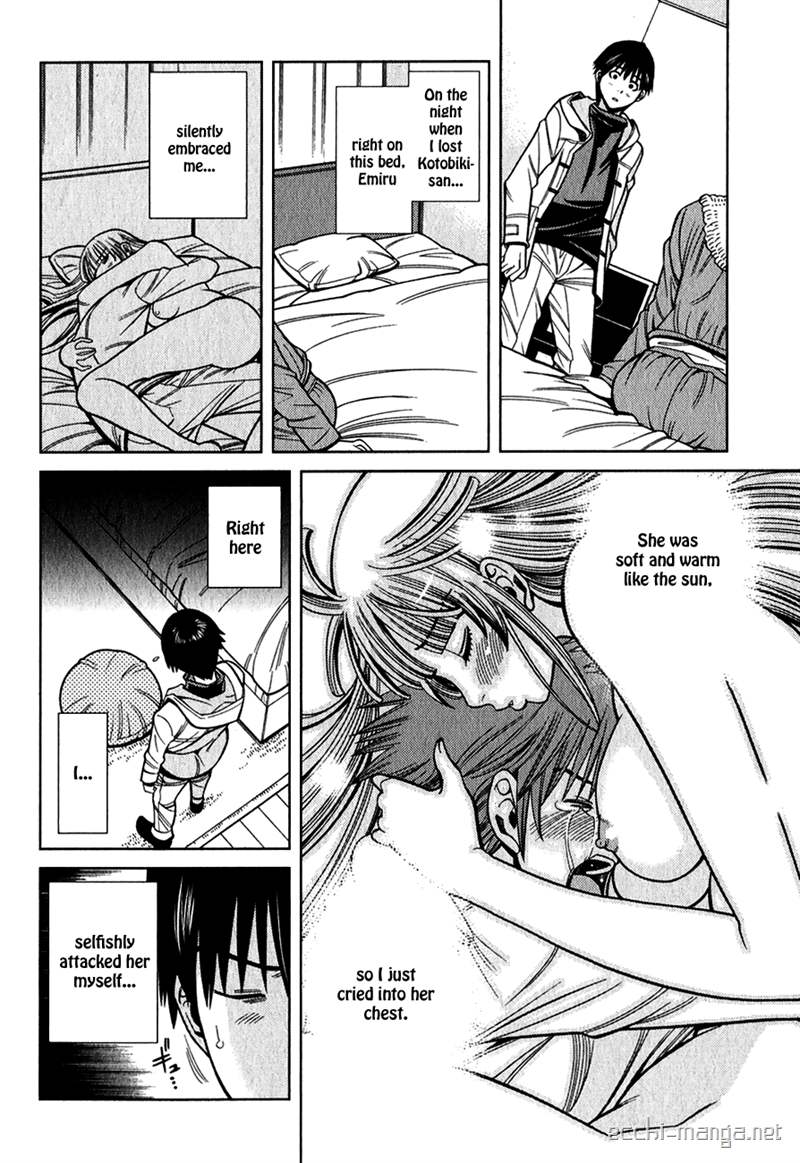 On the
night
when
I lost
Kotobiki-
san...
right on
this bed,
Emiru
silently
embraced
me...
She was
soft and warm
like the sun,
so I just
cried into her
chest.
Right
here
I...
selfishly
attacked her
myself...
ギュ...
ecchi-manga.net